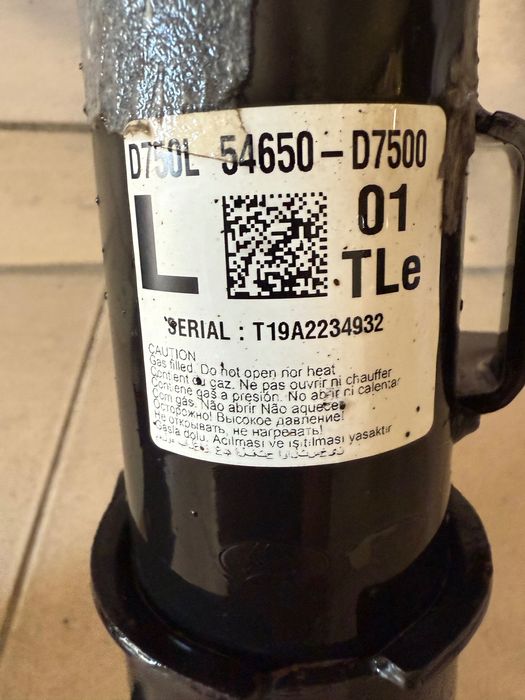 D750L 54650-D7500
L 01
TLe
SERIAL : T19A2234932
CAUTION
Gas filled. Do not open nor heat
Content du gaz. Ne pas ouvrir ni chauffer
Contiene gas a presión. No abrir ni calentar
Com gás. Não abrir Não aquecer
Осторожно! Высокое давление!
Не открывать, не нагревать!
Gasla dolu. Açılması ve ısıtılması yasaktır